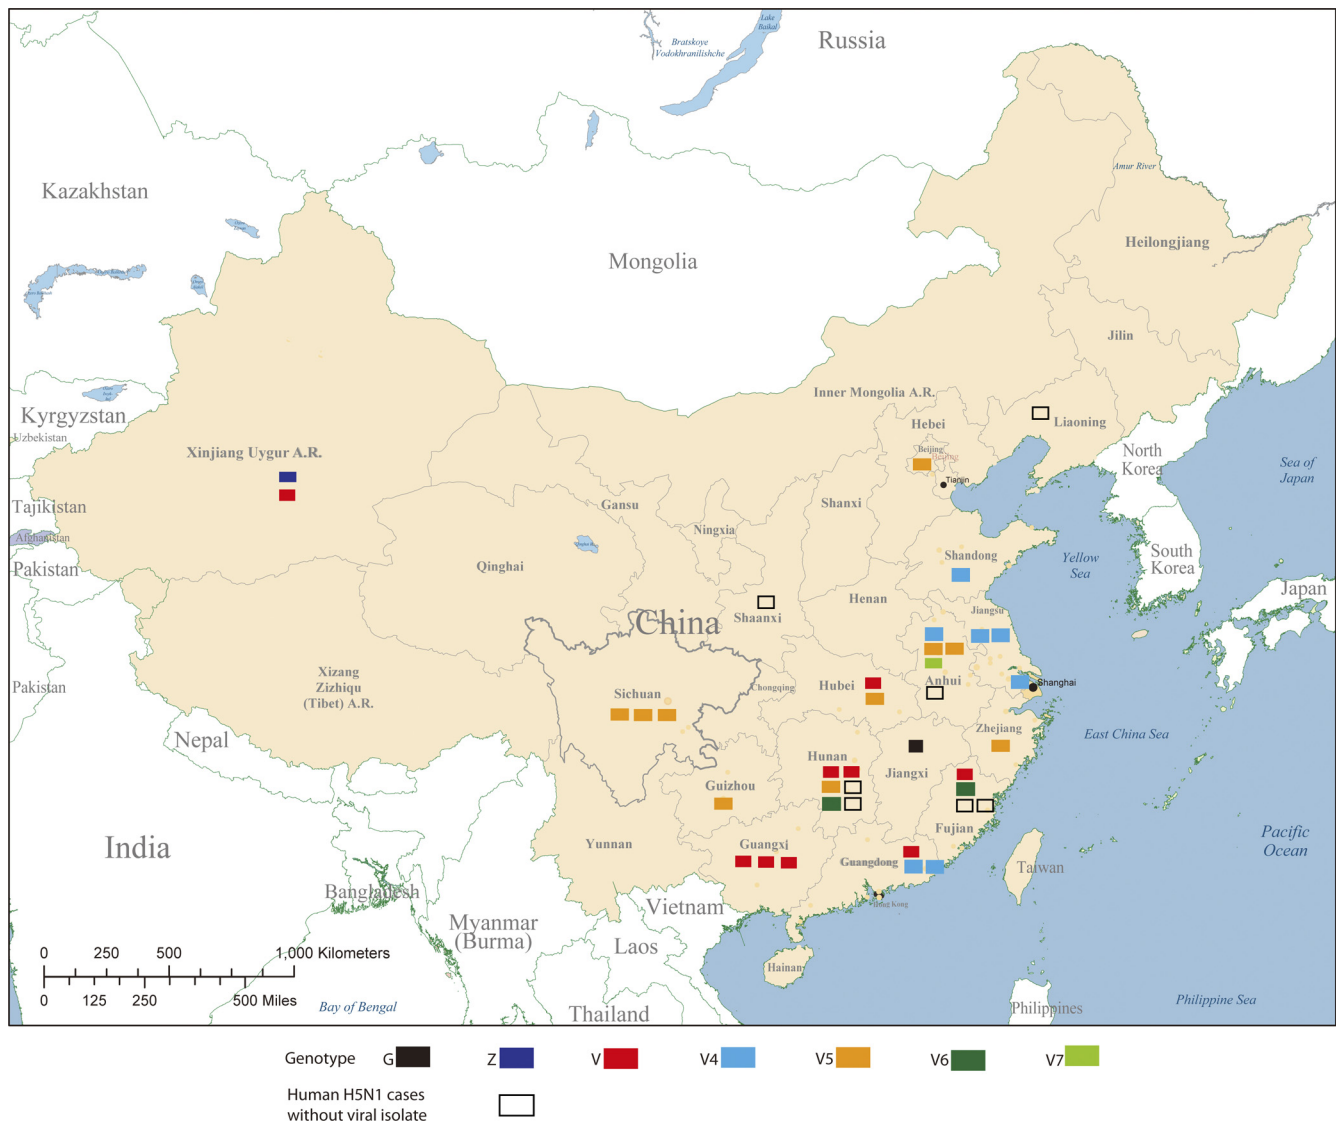 Lake
Baikal
Bratskoye
Vodokhranilishche
Russia
Amur River
Kazakhstan
Heilongjiang
Mongolia
Jilin
Inner Mongolia A.R.
Kyrgyzstan
Hebei
Liaoning
Uzbekistan
Xinjiang Uygur A.R.
Beijing
Beijing
North
Korea
Sea of
Japan
Tianjin
Tajikistan
Gansu
Shanxi
Ningxia
Afghanistan
Shandong
Yellow
Sea
South
Korea
Pakistan
Qinghai
Japan
Henan
Jiangsu
Shaanxi
China
Xizang
Zizhiqu
(Tibet) A.R.
Pakistan
Sichuan
Chongqing
Hubei
Anhui
Shanghai
Nepal
Zhejiang
East China Sea
Hunan
Jiangxi
Guizhou
Fujian
India
Yunnan
Guangxi
Guangdong
Taiwan
Pacific
Ocean
Bangladesh
Vietnam
Hong Kong
Myanmar
(Burma)
Laos
0 250 500 1,000 Kilometers
Hainan
0 125 250 500 Miles
Bay of Bengal
Thailand
Philippines
Philippine Sea
Genotype G Z V V4 V5 V6 V7
Human H5N1 cases
without viral isolate